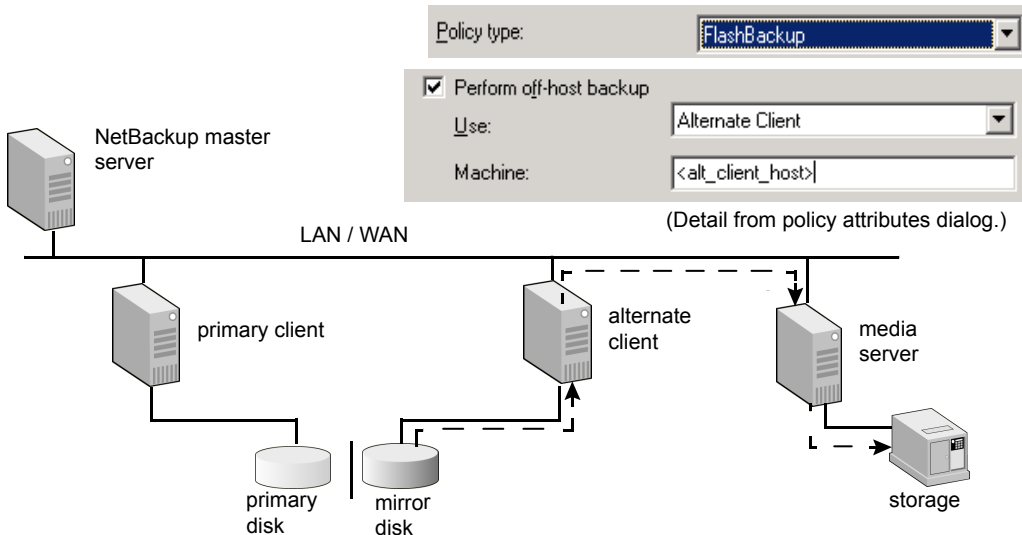 Policy type:
FlashBackup
Perform off-host backup
Use:
Alternate Client
Machine:
<alt_client_host>
(Detail from policy attributes dialog.)
NetBackup master
server
LAN / WAN
primary client
alternate
client
media
server
primary
disk
mirror
disk
storage